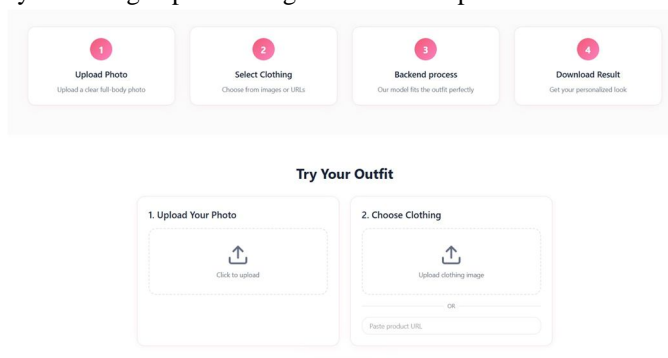 1
Upload Photo
Upload a clear full-body photo
2
Select Clothing
Choose from images or URLs
3
Backend process
Our model fits the outfit perfectly
4
Download Result
Get your personalized look
Try Your Outfit
1. Upload Your Photo
Click to upload
2. Choose Clothing
Upload clothing image
OR
Paste product URL